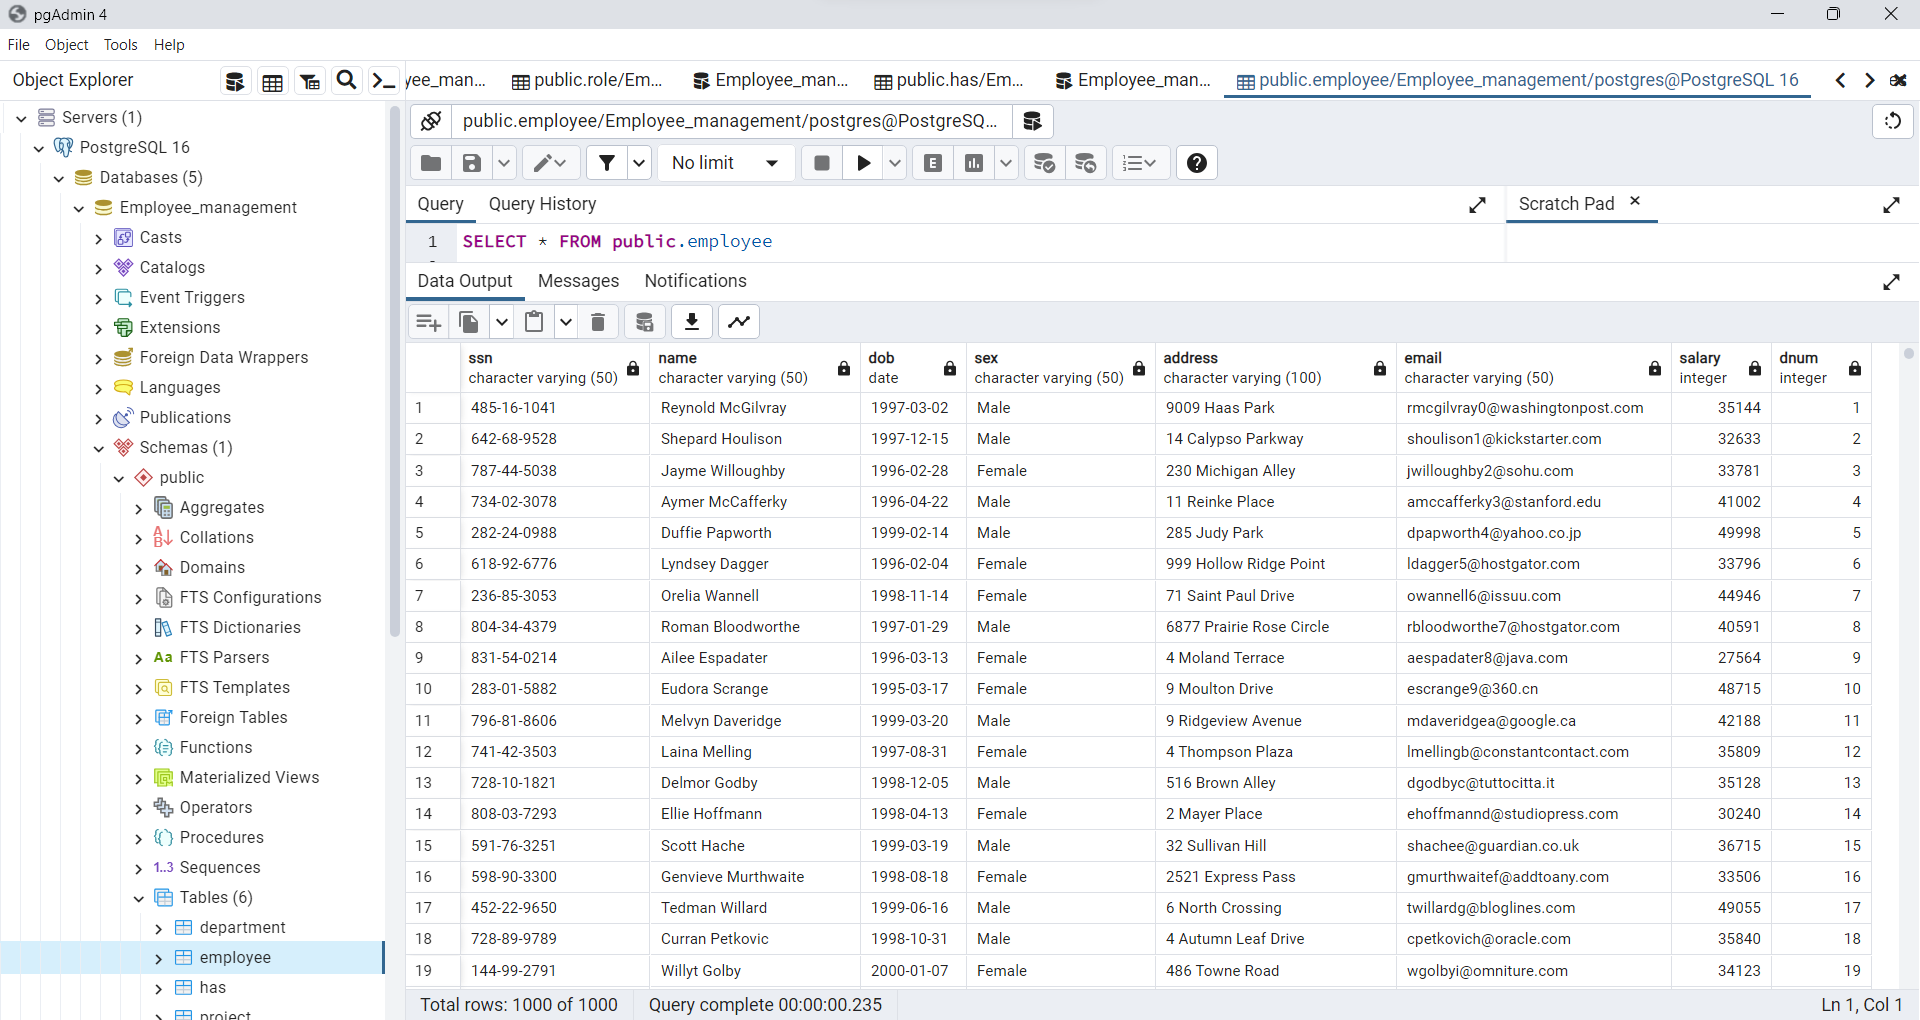 pgAdmin 4
File Object Tools Help
Object Explorer
yee_man... public.role/Em... Employee_man... public.has/Em... Employee_man... public.employee/Employee_management/postgres@PostgreSQL 16
Servers (1)
PostgreSQL 16
Databases (5)
Employee_management
Casts
Catalogs
Event Triggers
Extensions
Foreign Data Wrappers
Languages
Publications
Schemas (1)
public
Aggregates
Collations
Domains
FTS Configurations
FTS Dictionaries
Aa FTS Parsers
FTS Templates
Foreign Tables
Functions
Materialized Views
Operators
Procedures
1..3 Sequences
Tables (6)
department
employee
has
project
public.employee/Employee_management/postgres@PostgreSQ...
No limit E
Query Query History Scratch Pad
1 SELECT * FROM public.employee
Data Output Messages Notifications
ssn name dob sex address email salary dnum
character varying (50) character varying (50) date character varying (50) character varying (100) character varying (50) integer integer
1 485-16-1041 Reynold McGilvray 1997-03-02 Male 9009 Haas Park rmcgilvray0@washingtonpost.com 35144 1
2 642-68-9528 Shepard Houlison 1997-12-15 Male 14 Calypso Parkway shoulison1@kickstarter.com 32633 2
3 787-44-5038 Jayme Willoughby 1996-02-28 Female 230 Michigan Alley jwilloughby2@sohu.com 33781 3
4 734-02-3078 Aymer McCafferky 1996-04-22 Male 11 Reinke Place amccafferky3@stanford.edu 41002 4
5 282-24-0988 Duffie Papworth 1999-02-14 Male 285 Judy Park dpapworth4@yahoo.co.jp 49998 5
6 618-92-6776 Lyndsey Dagger 1996-02-04 Female 999 Hollow Ridge Point ldagger5@hostgator.com 33796 6
7 236-85-3053 Orelia Wannell 1998-11-14 Female 71 Saint Paul Drive owannell6@issuu.com 44946 7
8 804-34-4379 Roman Bloodworthe 1997-01-29 Male 6877 Prairie Rose Circle rbloodworthe7@hostgator.com 40591 8
9 831-54-0214 Ailee Espadater 1996-03-13 Female 4 Moland Terrace aespadater8@java.com 27564 9
10 283-01-5882 Eudora Scrange 1995-03-17 Female 9 Moulton Drive escrange9@360.cn 48715 10
11 796-81-8606 Melvyn Daveridge 1999-03-20 Male 9 Ridgeview Avenue mdaveridgea@google.ca 42188 11
12 741-42-3503 Laina Melling 1997-08-31 Female 4 Thompson Plaza lmellingb@constantcontact.com 35809 12
13 728-10-1821 Delmor Godby 1998-12-05 Male 516 Brown Alley dgodbyc@tuttocitta.it 35128 13
14 808-03-7293 Ellie Hoffmann 1998-04-13 Female 2 Mayer Place ehoffmannd@studiopress.com 30240 14
15 591-76-3251 Scott Hache 1999-03-19 Male 32 Sullivan Hill shachee@guardian.co.uk 36715 15
16 598-90-3300 Genvieve Murthwaite 1998-08-18 Female 2521 Express Pass gmurthwaitef@addtoany.com 33506 16
17 452-22-9650 Tedman Willard 1999-06-16 Male 6 North Crossing twillardg@bloglines.com 49055 17
18 728-89-9789 Curran Petkovic 1998-10-31 Male 4 Autumn Leaf Drive cpetkovich@oracle.com 35840 18
19 144-99-2791 Willyt Golby 2000-01-07 Female 486 Towne Road wgolbyi@omniture.com 34123 19
Total rows: 1000 of 1000 Query complete 00:00:00.235 Ln 1, Col 1